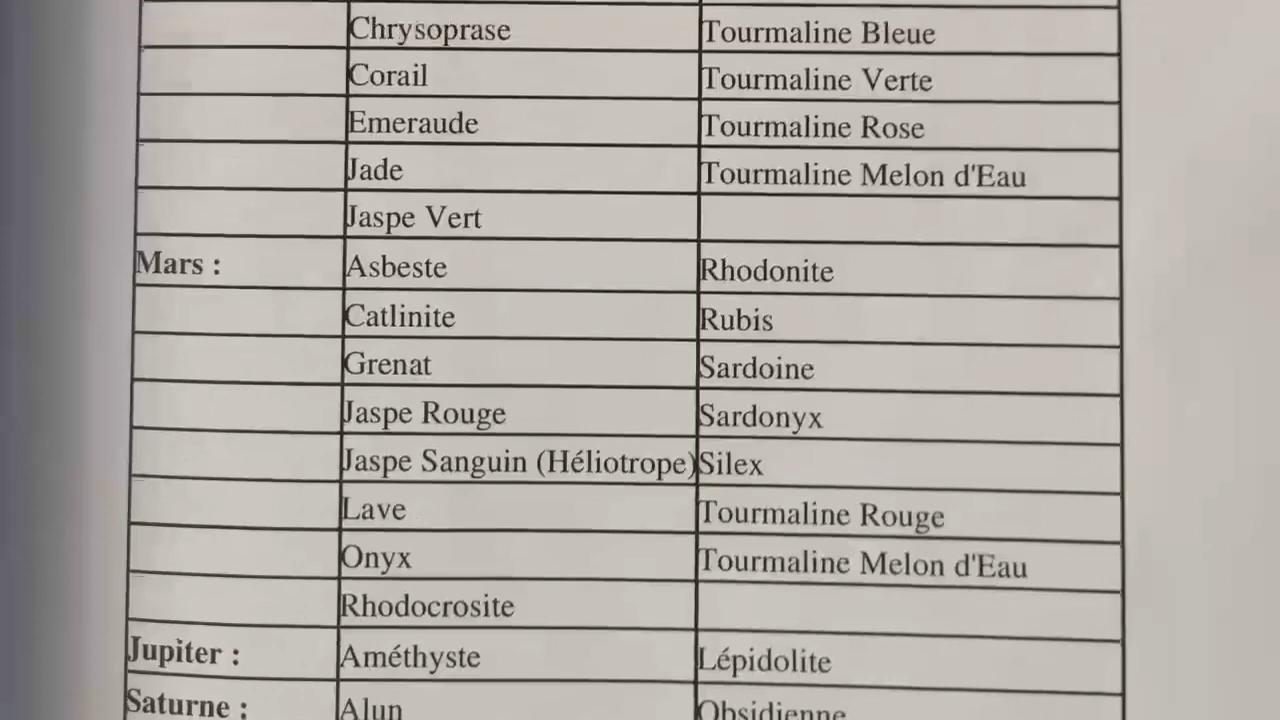 Chrysoprase Tourmaline Bleue
Corail Tourmaline Verte
Emeraude Tourmaline Rose
Jade Tourmaline Melon d'Eau
Jaspe Vert
Mars : Asbeste Rhodonite
Catlinite Rubis
Grenat Sardoine
Jaspe Rouge Sardonyx
Jaspe Sanguin (Héliotrope) Silex
Lave Tourmaline Rouge
Onyx Tourmaline Melon d'Eau
Rhodocrosite
Jupiter : Améthyste Lépidolite
Saturne : Alun Obsidienne